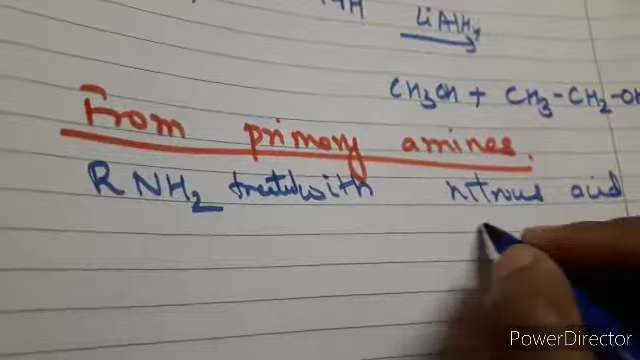 LiAlH4
CH3OH + CH3-CH2-OH
From primary amines.
RNH2 treated with nitrous acid
PowerDirector